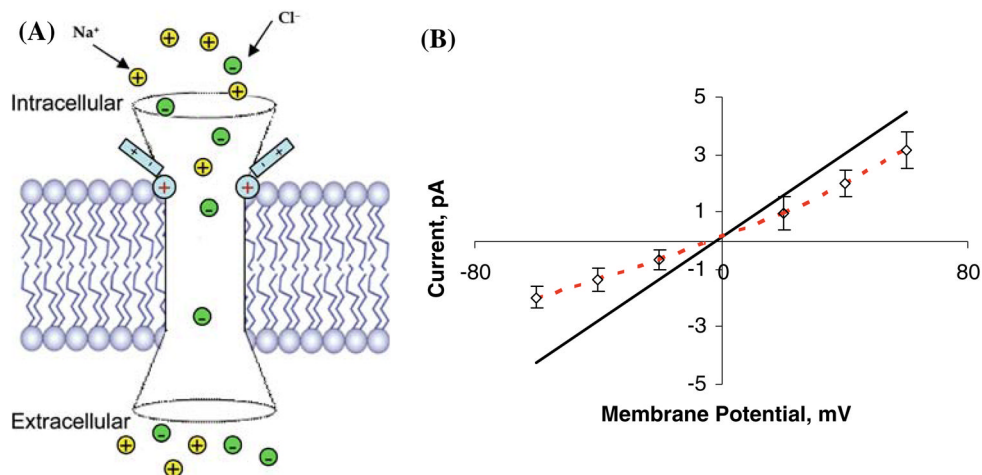 (A)
Na⁺
Cl⁻
Intracellular
Extracellular
(B)
Current, pA
5
3
1
-1
-3
-5
-80
0
80
Membrane Potential, mV